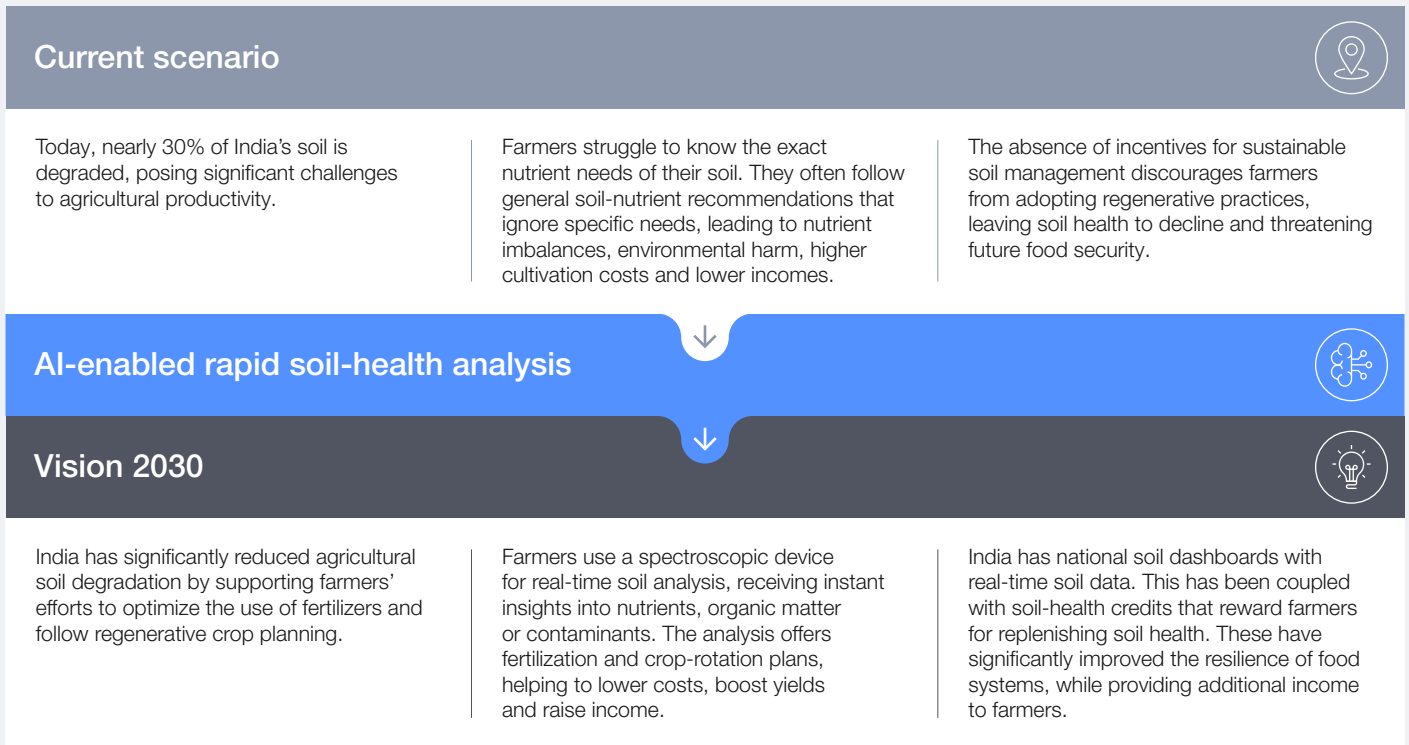 Current scenario
Today, nearly 30% of India’s soil is
degraded, posing significant challenges
to agricultural productivity.
Farmers struggle to know the exact
nutrient needs of their soil. They often follow
general soil-nutrient recommendations that
ignore specific needs, leading to nutrient
imbalances, environmental harm, higher
cultivation costs and lower incomes.
The absence of incentives for sustainable
soil management discourages farmers
from adopting regenerative practices,
leaving soil health to decline and threatening
future food security.
AI-enabled rapid soil-health analysis
Vision 2030
India has significantly reduced agricultural
soil degradation by supporting farmers’
efforts to optimize the use of fertilizers and
follow regenerative crop planning.
Farmers use a spectroscopic device
for real-time soil analysis, receiving instant
insights into nutrients, organic matter
or contaminants. The analysis offers
fertilization and crop-rotation plans,
helping to lower costs, boost yields
and raise income.
India has national soil dashboards with
real-time soil data. This has been coupled
with soil-health credits that reward farmers
for replenishing soil health. These have
significantly improved the resilience of food
systems, while providing additional income
to farmers.